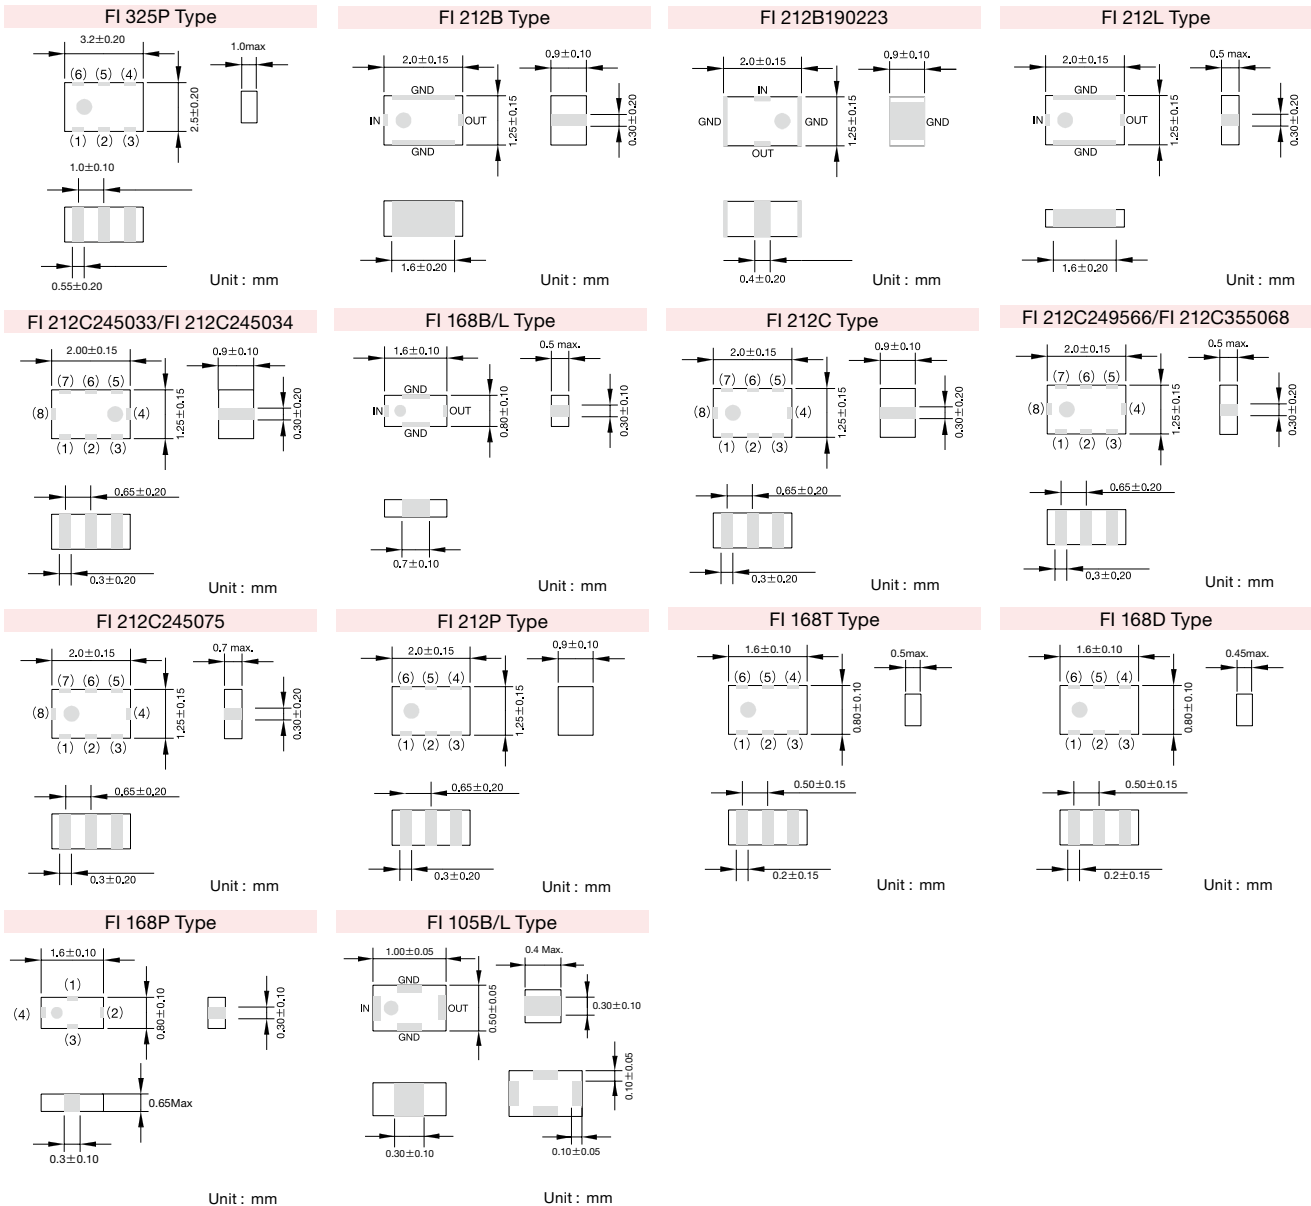 FI 325P Type
3.2±0.20
1.0max
(6) (5) (4)
2.5±0.20
(1) (2) (3)
1.0±0.10
0.55±0.20
Unit : mm
FI 212B Type
2.0±0.15
0.9±0.10
GND
IN
OUT
1.25±0.15
0.30±0.20
GND
1.6±0.20
Unit : mm
FI 212B190223
2.0±0.15
0.9±0.10
IN
GND
GND
1.25±0.15
GND
OUT
0.4±0.20
Unit : mm
FI 212L Type
2.0±0.15
0.5 max.
GND
IN
OUT
1.25±0.15
0.30±0.20
GND
1.6±0.20
Unit : mm
FI 212C245033/FI 212C245034
2.00±0.15
0.9±0.10
(7) (6) (5)
(8)
(4)
1.25±0.15
0.30±0.20
(1) (2) (3)
0.65±0.20
0.3±0.20
Unit : mm
FI 168B/L Type
1.6±0.10
0.5 max.
GND
IN
OUT
0.80±0.10
0.30±0.10
GND
0.7±0.10
Unit : mm
FI 212C Type
2.0±0.15
0.9±0.10
(7) (6) (5)
(8)
(4)
1.25±0.15
0.30±0.20
(1) (2) (3)
0.65±0.20
0.3±0.20
Unit : mm
FI 212C249566/FI 212C355068
2.0±0.15
0.5 max.
(7) (6) (5)
(8)
(4)
1.25±0.15
0.30±0.20
(1) (2) (3)
0.65±0.20
0.3±0.20
Unit : mm
FI 212C245075
2.0±0.15
0.7 max.
(7) (6) (5)
(8)
(4)
1.25±0.15
0.30±0.20
(1) (2) (3)
0.65±0.20
0.3±0.20
Unit : mm
FI 212P Type
2.0±0.15
0.9±0.10
(6) (5) (4)
1.25±0.15
(1) (2) (3)
0.65±0.20
0.3±0.20
Unit : mm
FI 168T Type
1.6±0.10
0.5max.
(6) (5) (4)
0.80±0.10
(1) (2) (3)
0.50±0.15
0.2±0.15
Unit : mm
FI 168D Type
1.6±0.10
0.45max.
(6) (5) (4)
0.80±0.10
(1) (2) (3)
0.50±0.15
0.2±0.15
Unit : mm
FI 168P Type
1.6±0.10
(1)
(4)
(2)
0.80±0.10
0.30±0.10
(3)
0.65Max
0.3±0.10
Unit : mm
FI 105B/L Type
1.00±0.05
0.4 Max.
GND
IN
OUT
0.50±0.05
0.30±0.10
GND
0.10±0.05
0.30±0.10
0.10±0.05
Unit : mm